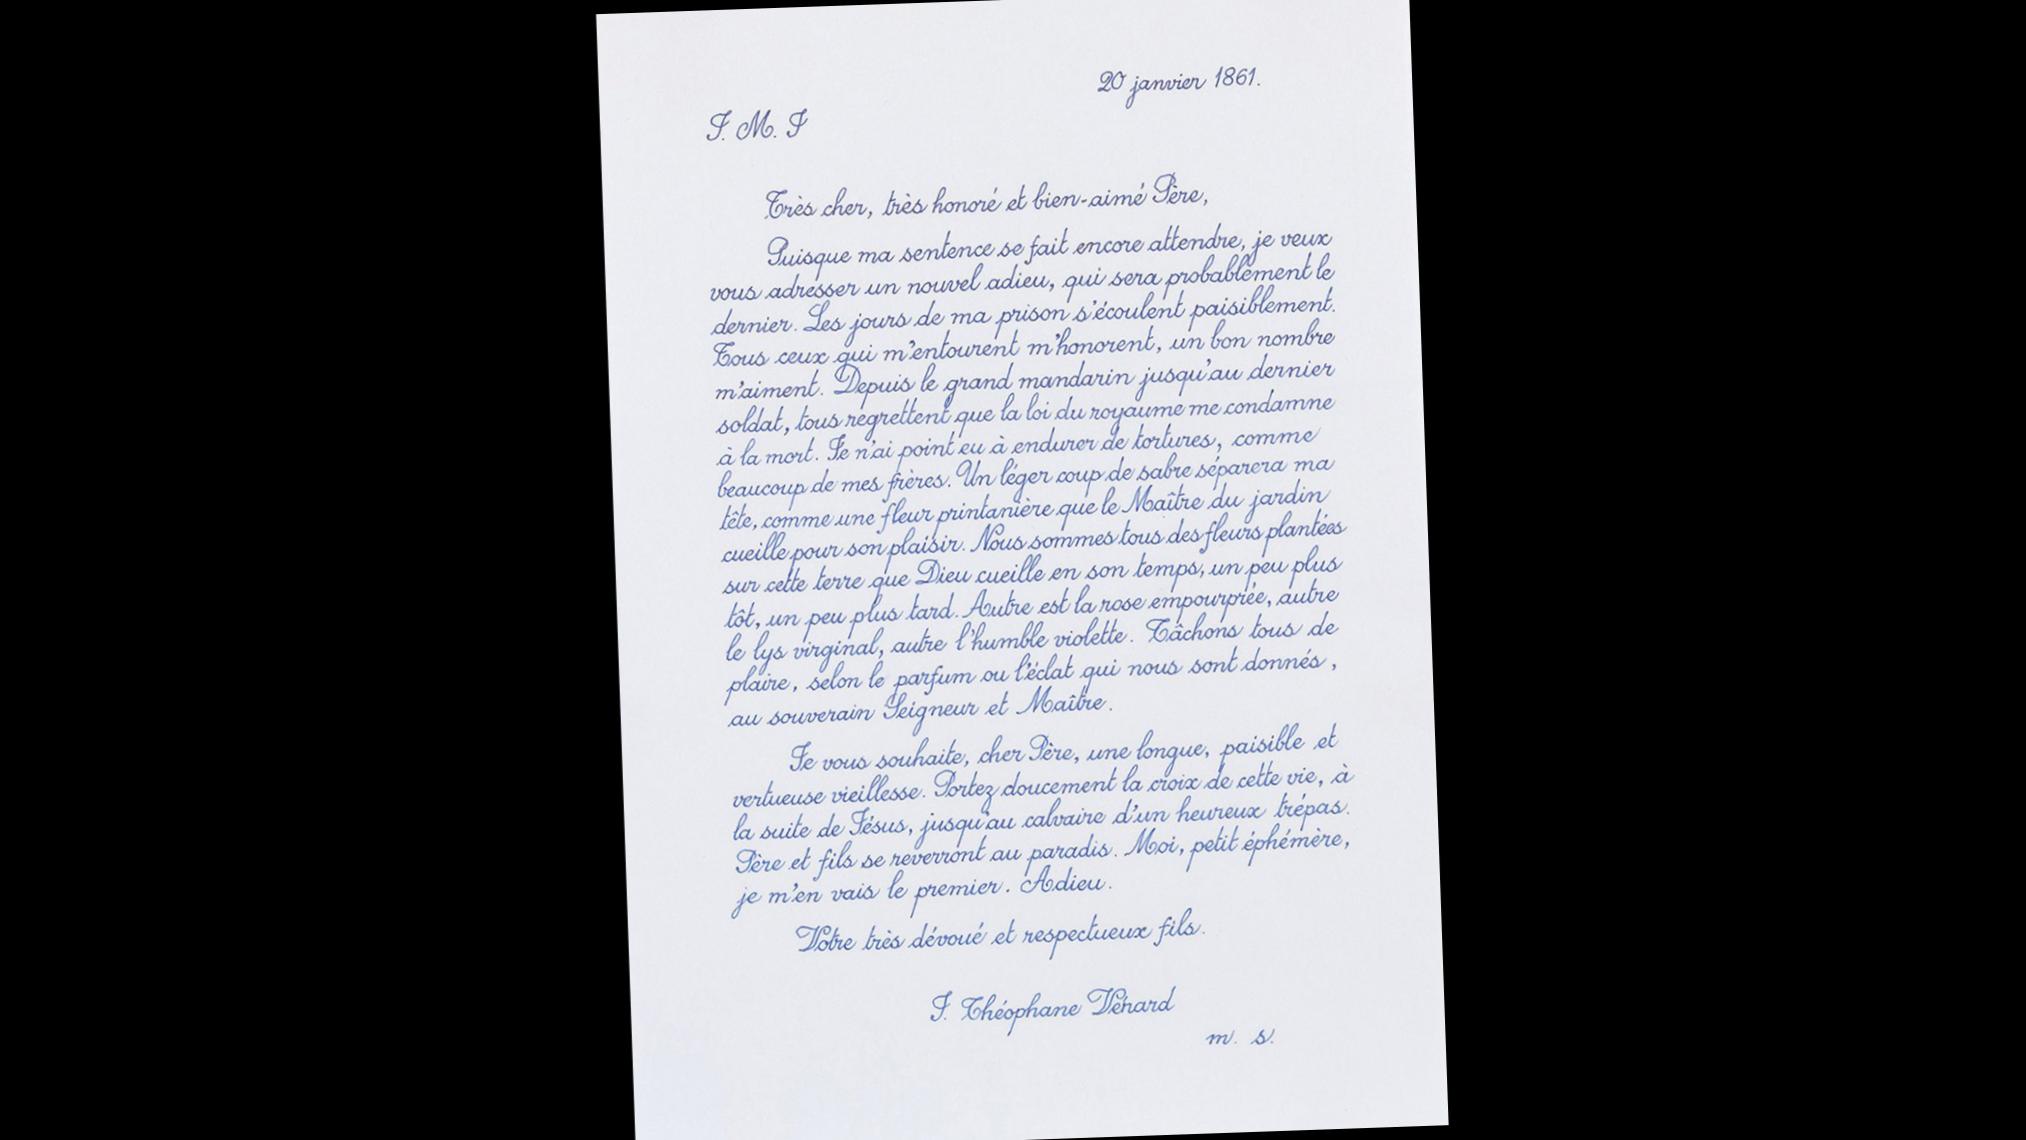 20 janvier 1861.
J. M. J
Très cher, très honoré et bien-aimé Père,
Puisque ma sentence se fait encore attendre, je veux
vous adresser un nouvel adieu, qui sera probablement le
dernier. Les jours de ma prison s'écoulent paisiblement.
Tous ceux qui m'entourent m'honorent, un bon nombre
m'aiment. Depuis le grand mandarin jusqu'au dernier
soldat, tous regrettent que la loi du royaume me condamne
à la mort. Je n'ai point eu à endurer de tortures, comme
beaucoup de mes frères. Un léger coup de sabre séparera ma
tête, comme une fleur printanière que le Maître du jardin
cueille pour son plaisir. Nous sommes tous des fleurs plantées
sur cette terre que Dieu cueille en son temps, un peu plus
tôt, un peu plus tard. Autre est la rose empourprée, autre
le lys virginal, autre l'humble violette. Tâchons tous de
plaire, selon le parfum ou l'éclat qui nous sont donnés,
au souverain Seigneur et Maître.
Je vous souhaite, cher Père, une longue, paisible et
vertueuse vieillesse. Portez doucement la croix de cette vie, à
la suite de Jésus, jusqu'au calvaire d'un heureux trépas.
Père et fils se reverront au paradis. Moi, petit éphémère,
je m'en vais le premier. Adieu.
Votre très dévoué et respectueux fils.
J. Théophane Vénard
m. s.